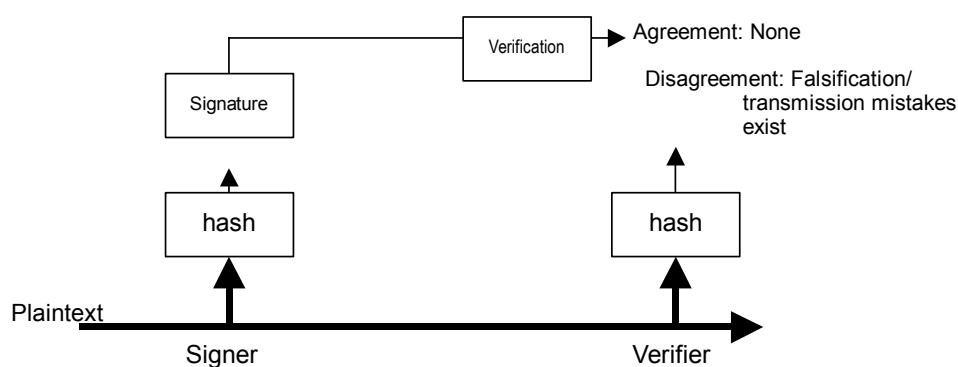 Verification
Agreement: None
Disagreement: Falsification/
transmission mistakes
exist
Signature
hash
hash
Plaintext
Signer
Verifier